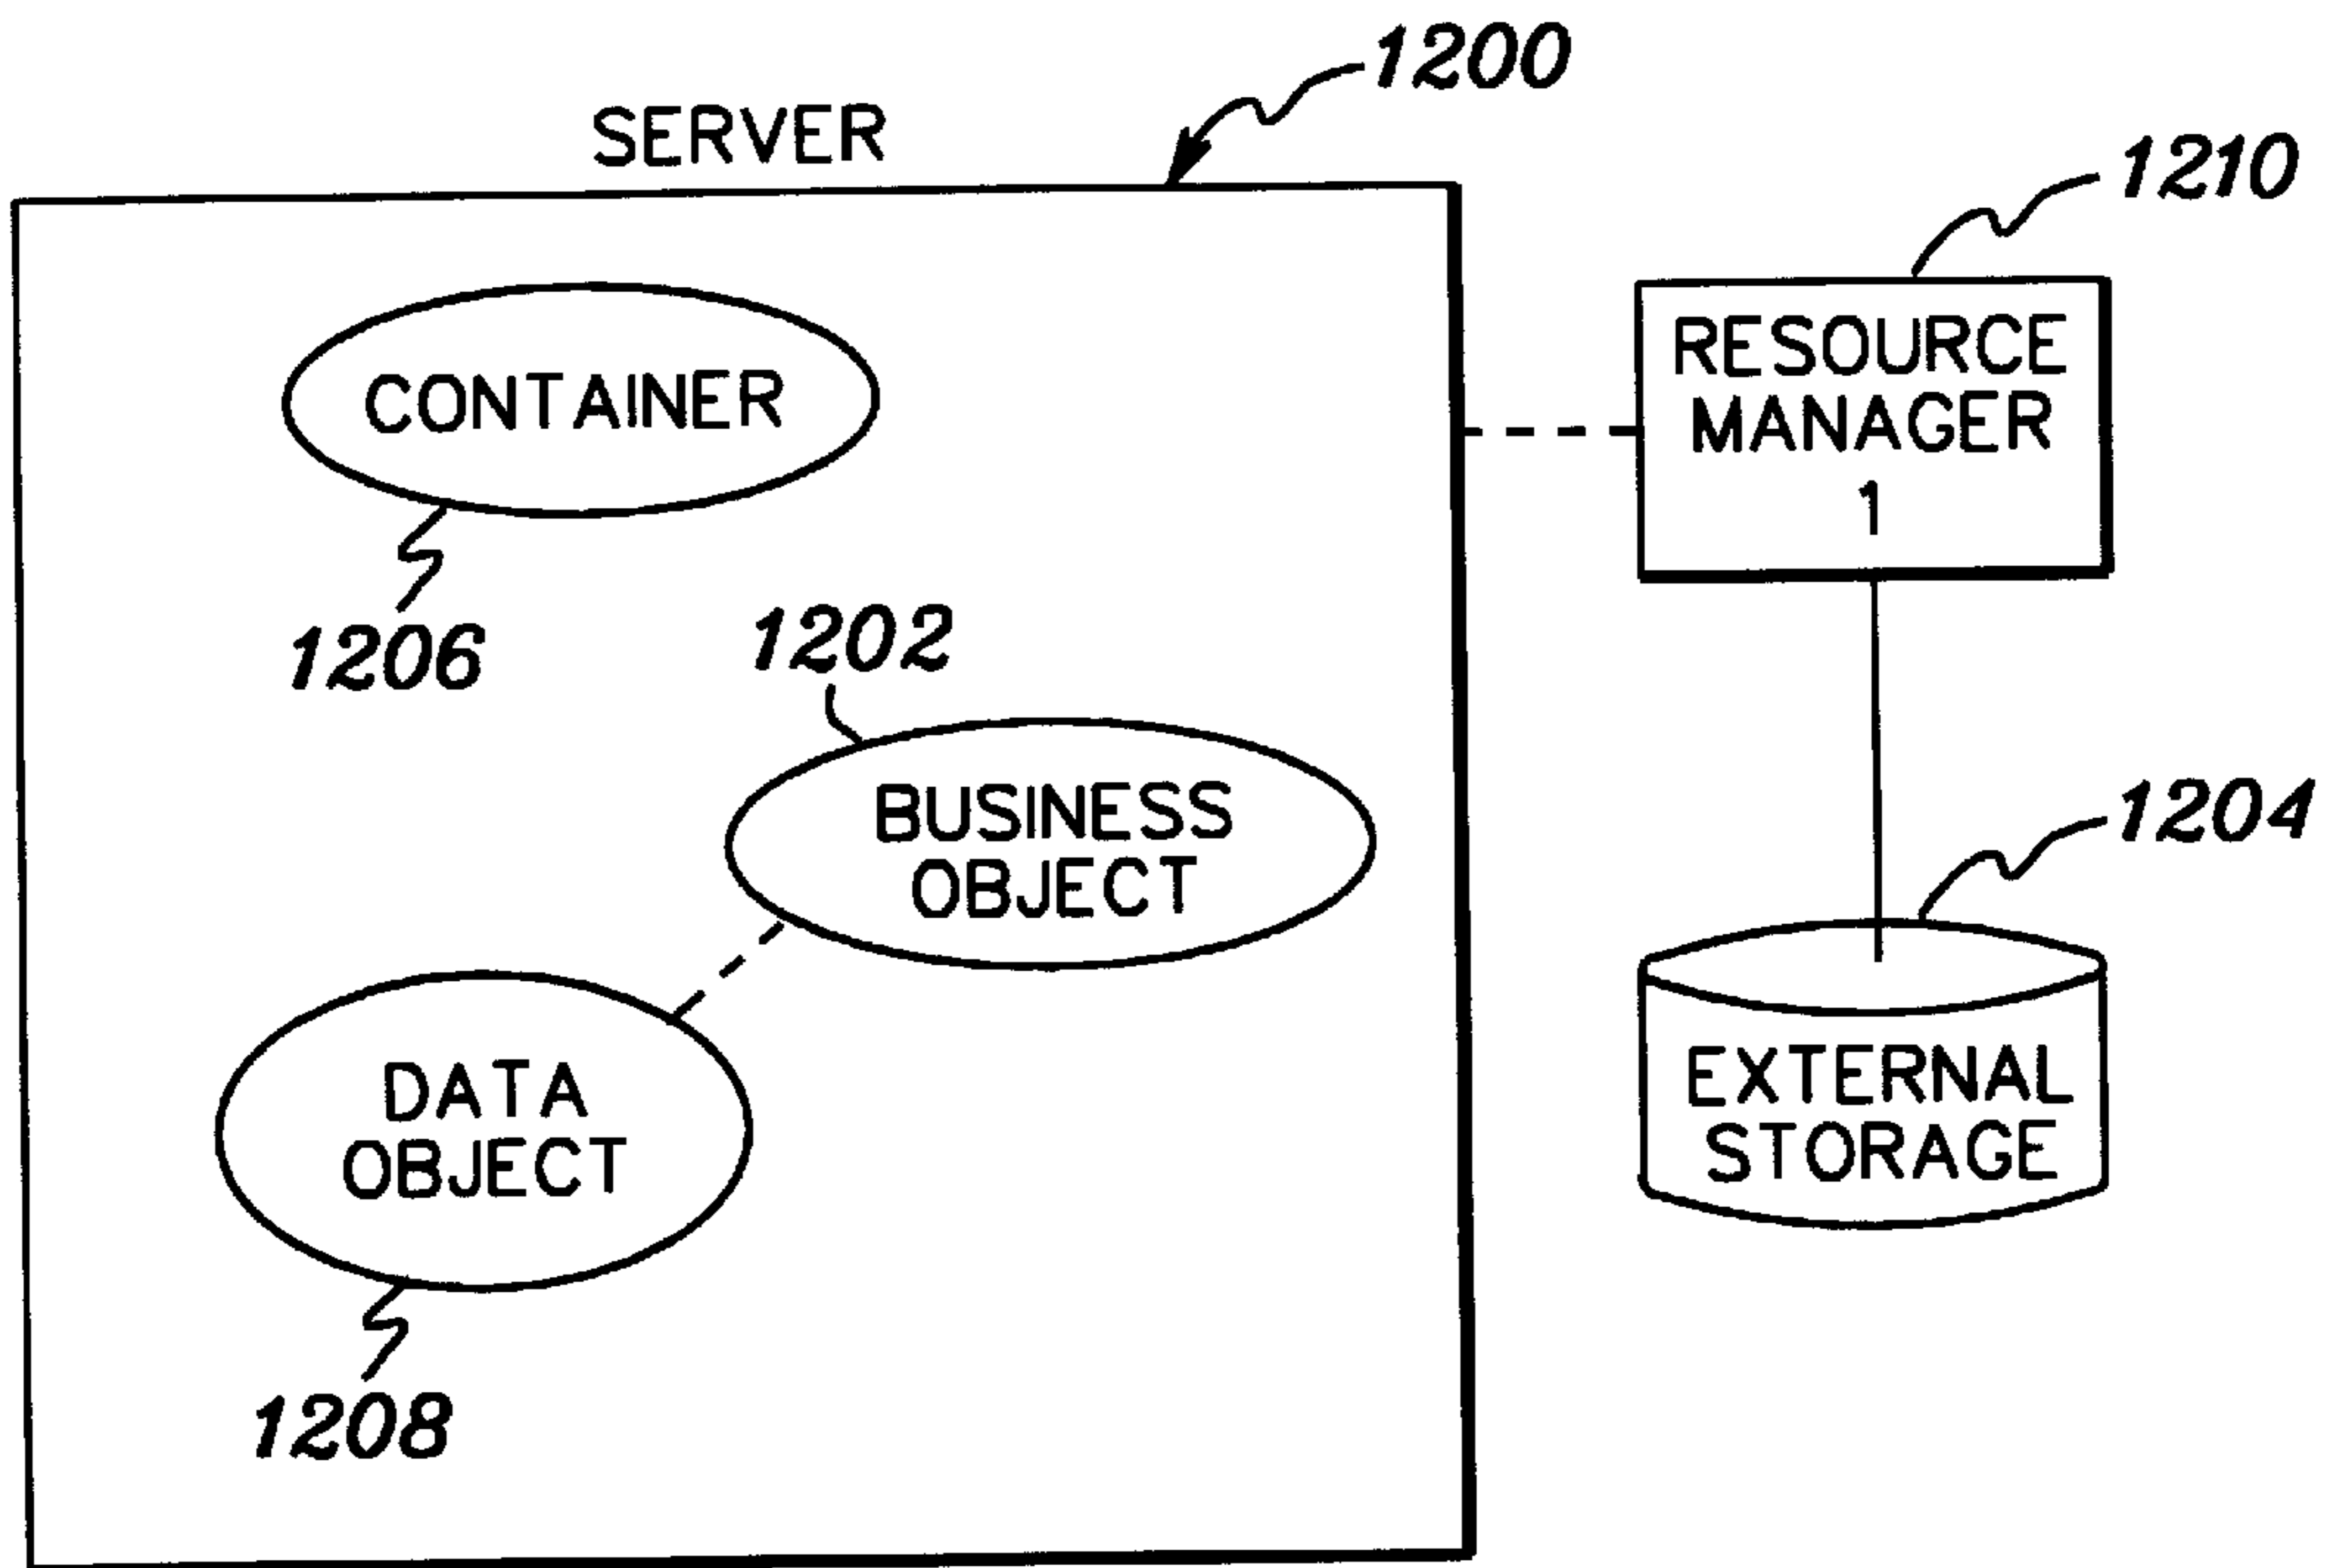 1200
SERVER
1210
RESOURCE
MANAGER
1
CONTAINER
1206
1202
BUSINESS
OBJECT
1204
EXTERNAL
STORAGE
DATA
OBJECT
1208